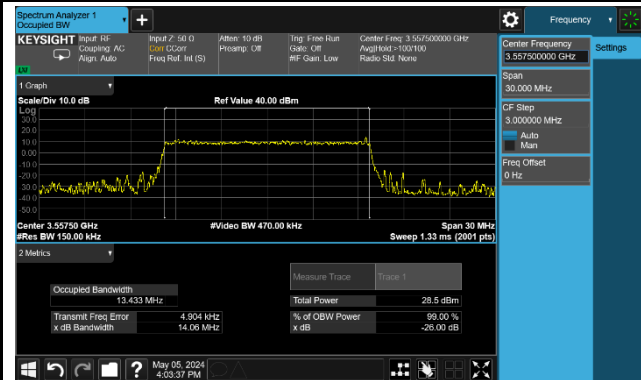 Spectrum Analyzer 1
Occupied BW
+
Frequency
KEYSIGHT
Input: RF
Coupling: AC
Align: Auto
Input Z: 50 Ω
Corr CCorr
Freq Ref: Int (S)
Atten: 10 dB
Preamp: Off
Trig: Free Run
Gate: Off
#IF Gain: Low
Center Freq: 3.557500000 GHz
Avg|Hold:>100/100
Radio Std: None
LXI
Center Frequency
3.557500000 GHz
Settings
Span
30.000 MHz
CF Step
3.000000 MHz
Auto
Man
Freq Offset
0 Hz
1 Graph
Scale/Div 10.0 dB
Ref Value 40.00 dBm
Log
30.0
20.0
10.0
0.00
-10.0
-20.0
-30.0
-40.0
-50.0
Center 3.55750 GHz
#Video BW 470.00 kHz
Span 30 MHz
#Res BW 150.00 kHz
Sweep 1.33 ms (2001 pts)
2 Metrics
Measure Trace
Trace 1
Occupied Bandwidth
13.433 MHz
Total Power
28.5 dBm
Transmit Freq Error
4.904 kHz
% of OBW Power
99.00 %
x dB Bandwidth
14.06 MHz
x dB
-26.00 dB
?
May 05, 2024
4:03:37 PM